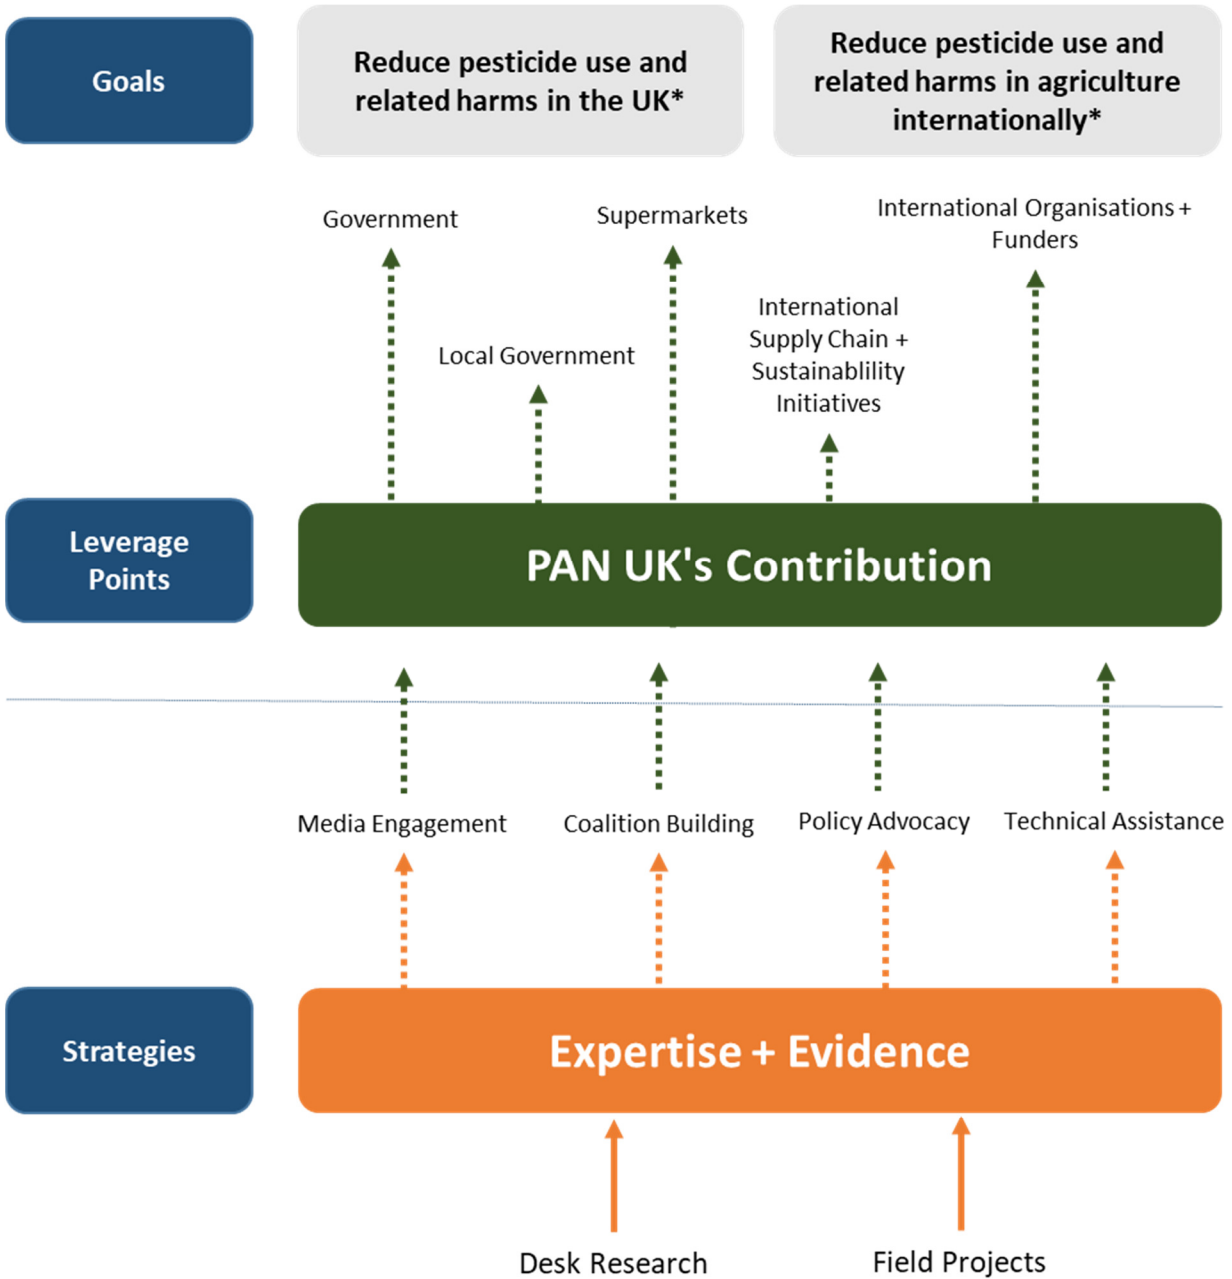 Goals
Reduce pesticide use and
related harms in the UK*
Reduce pesticide use and
related harms in agriculture
internationally*
Government
Supermarkets
International Organisations +
Funders
Local Government
International
Supply Chain +
Sustainablility
Initiatives
Leverage
Points
PAN UK's Contribution
Media Engagement
Coalition Building
Policy Advocacy
Technical Assistance
Strategies
Expertise + Evidence
Desk Research
Field Projects